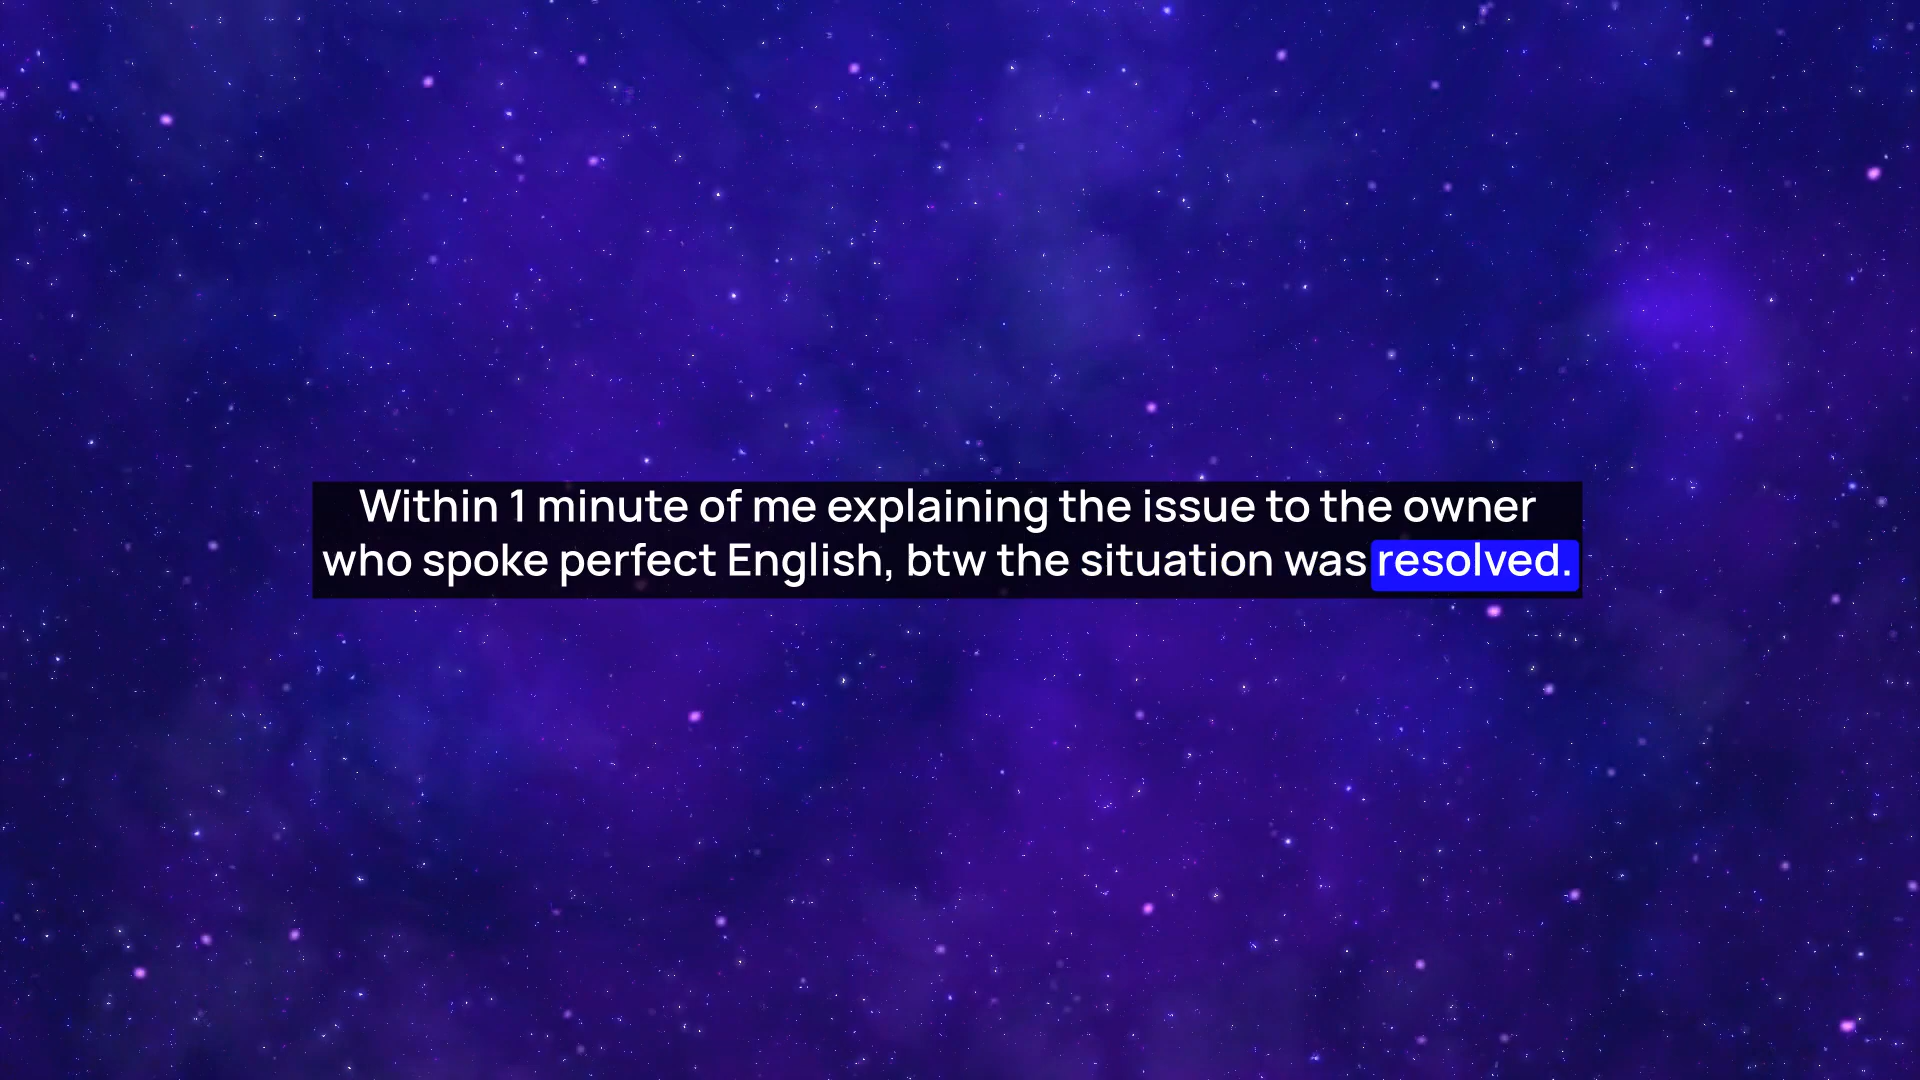 Within 1 minute of me explaining the issue to the owner
who spoke perfect English, btw the situation was resolved.